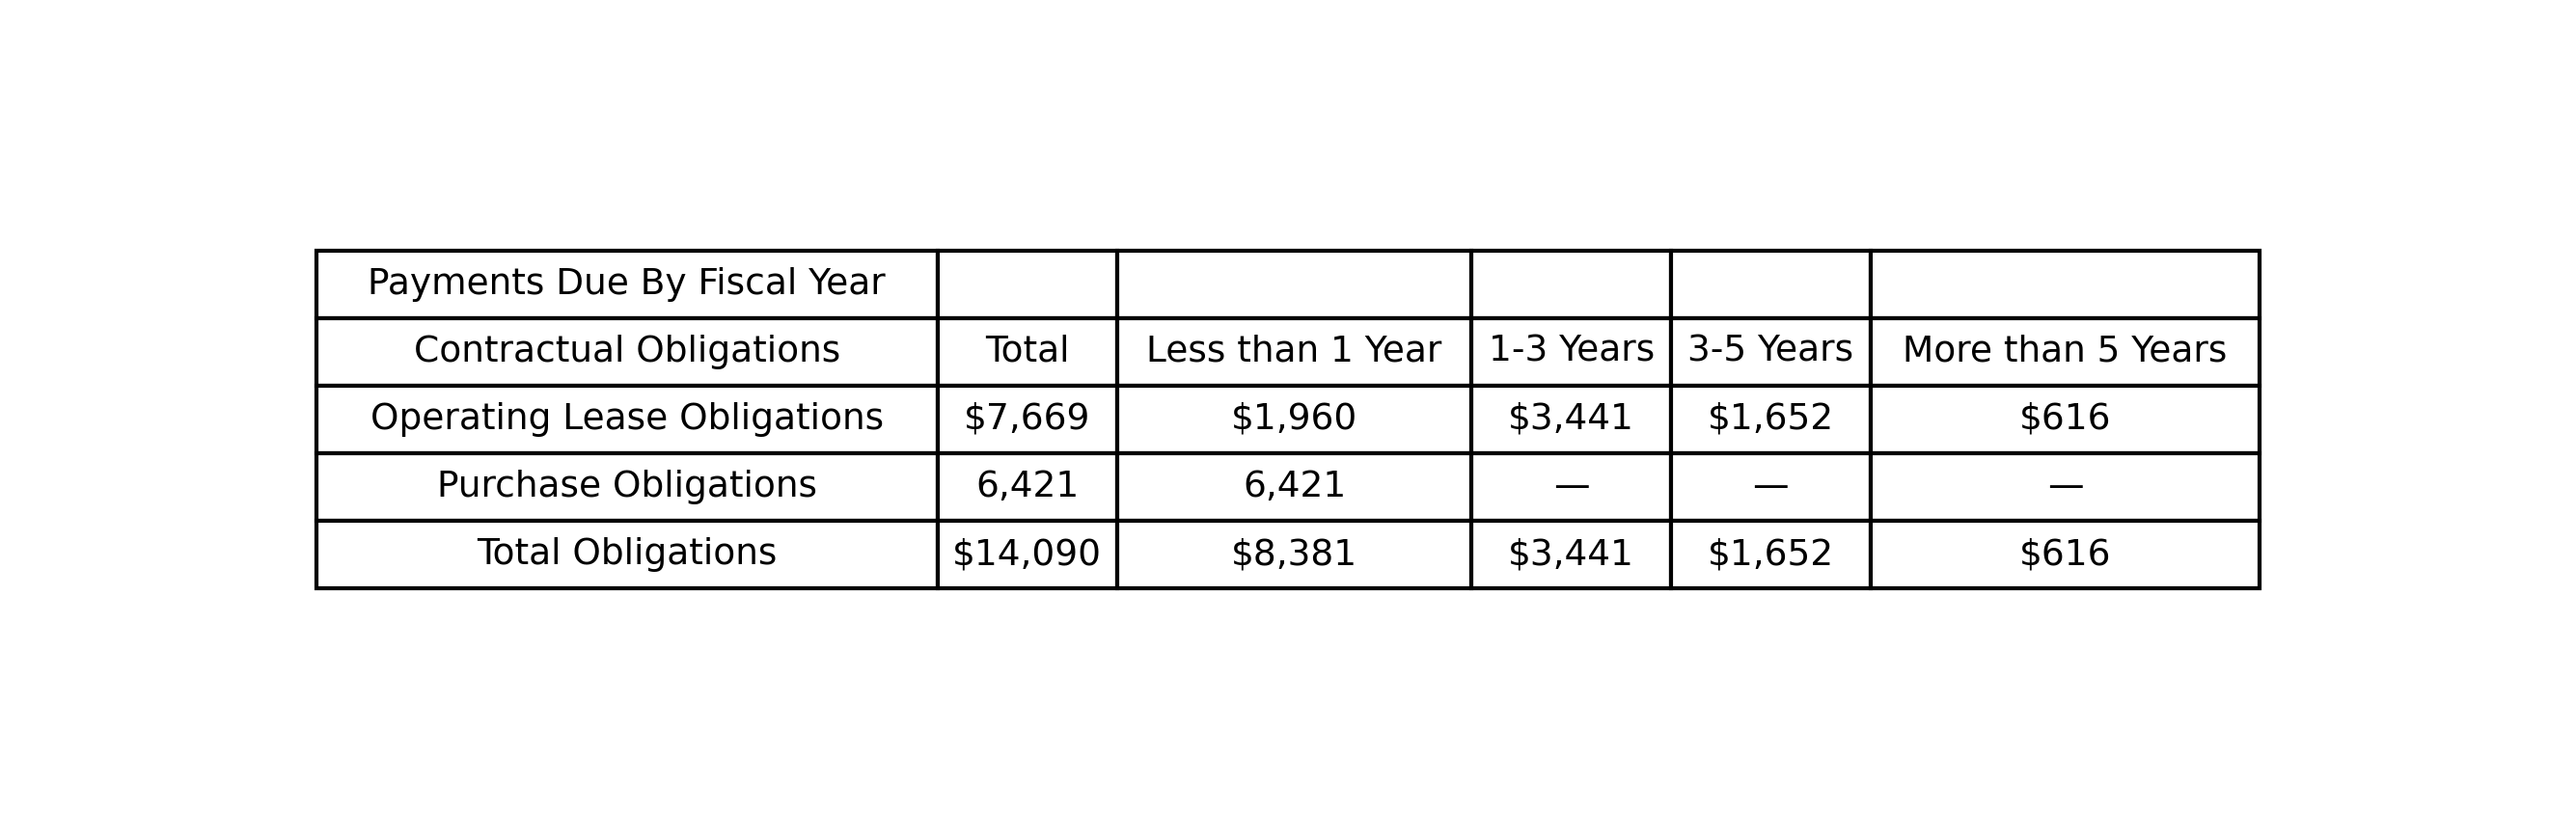 Payments Due By Fiscal Year
Contractual Obligations Total Less than 1 Year 1-3 Years 3-5 Years More than 5 Years
Operating Lease Obligations $7,669 $1,960 $3,441 $1,652 $616
Purchase Obligations 6,421 6,421 — — —
Total Obligations $14,090 $8,381 $3,441 $1,652 $616